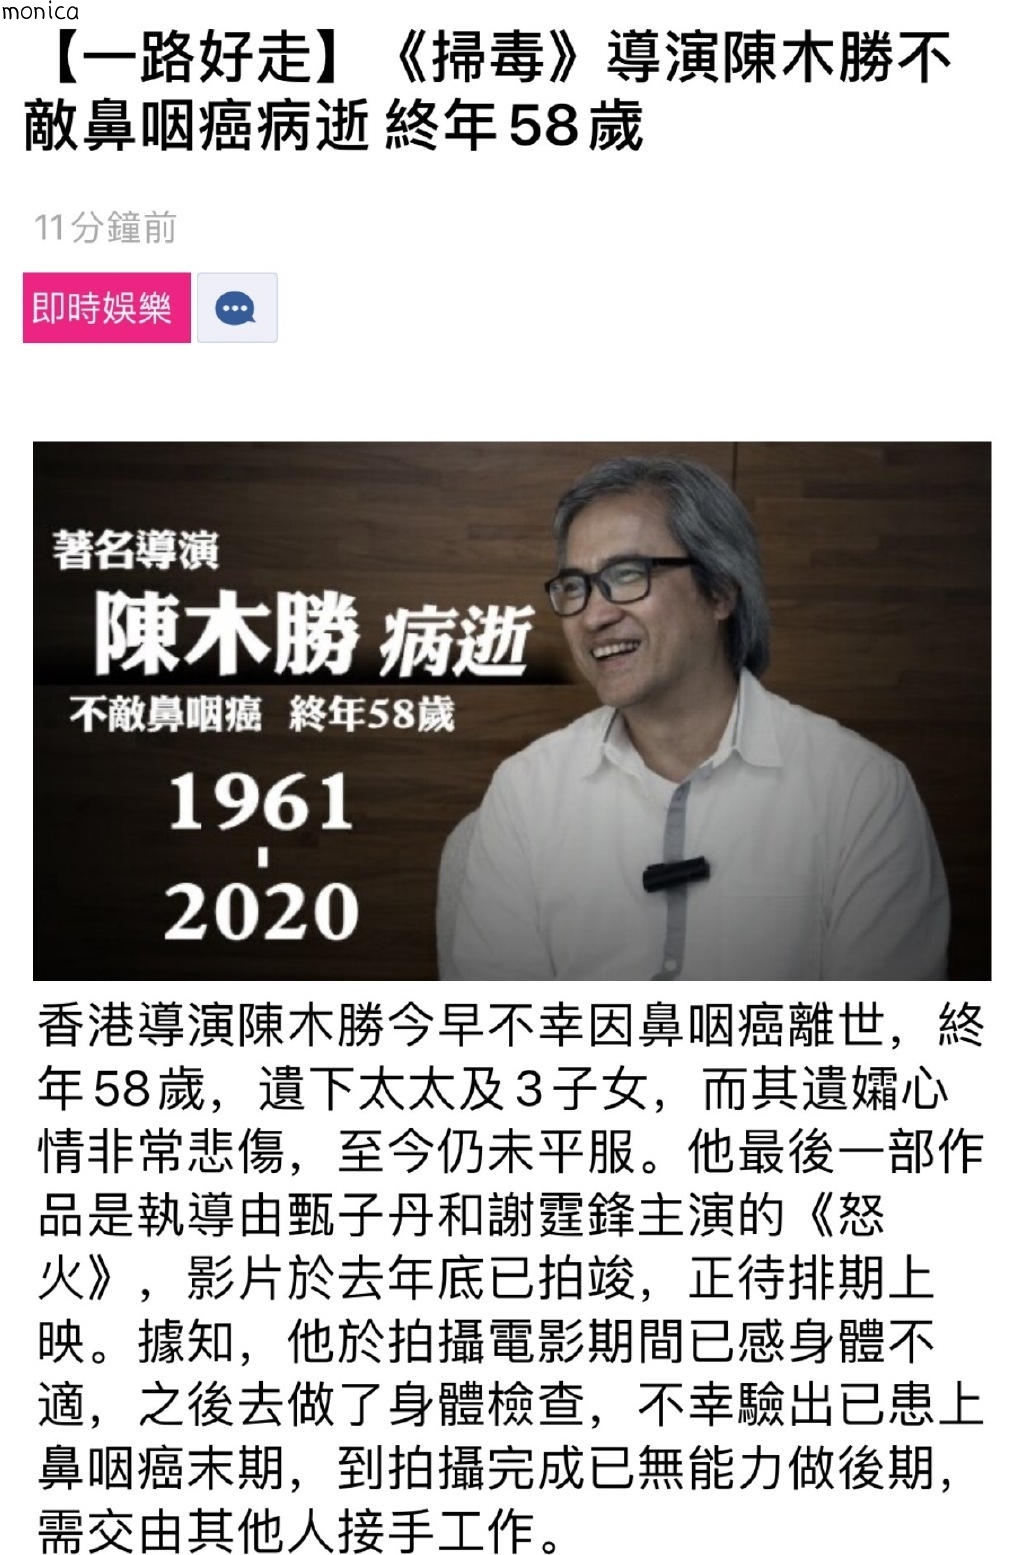 monica
【一路好走】《掃毒》導演陳木勝不
敵鼻咽癌病逝 終年58歲
11分鐘前
即時娛樂
著名導演
陳木勝 病逝
不敵鼻咽癌 終年58歲
1961
-
2020
香港導演陳木勝今早不幸因鼻咽癌離世，終
年58歲，遺下太太及3子女，而其遺孀心
情非常悲傷，至今仍未平服。他最後一部作
品是執導由甄子丹和謝霆鋒主演的《怒
火》，影片於去年底已拍竣，正待排期上
映。據知，他於拍攝電影期間已感身體不
適，之後去做了身體檢查，不幸驗出已患上
鼻咽癌末期，到拍攝完成已無能力做後期，
需交由其他人接手工作。